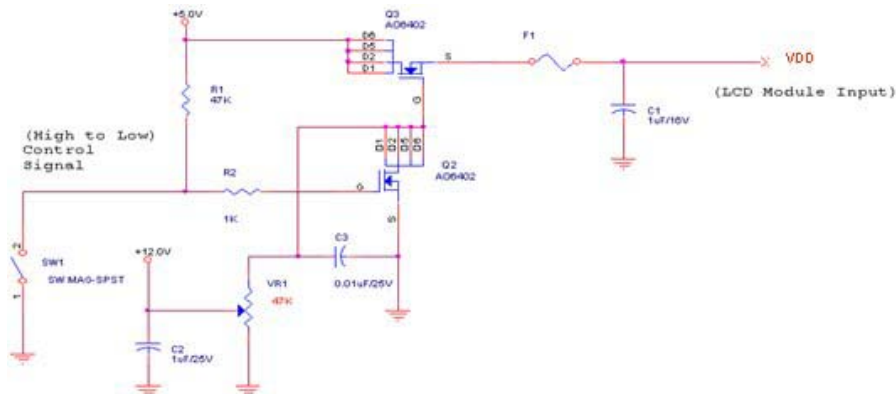 +5.0V
Q3
AO6402
D6
D5
D2
D1
S
G
F1
VDD
(LCD Module Input)
C1
1uF/16V
R1
47K
(High to Low)
Control
Signal
R2
1K
D1
D2
D5
D6
Q2
AO6402
G
S
2
SW1
SW MAG-SPST
1
+12.0V
C3
0.01uF/25V
VR1
47K
C2
1uF/25V